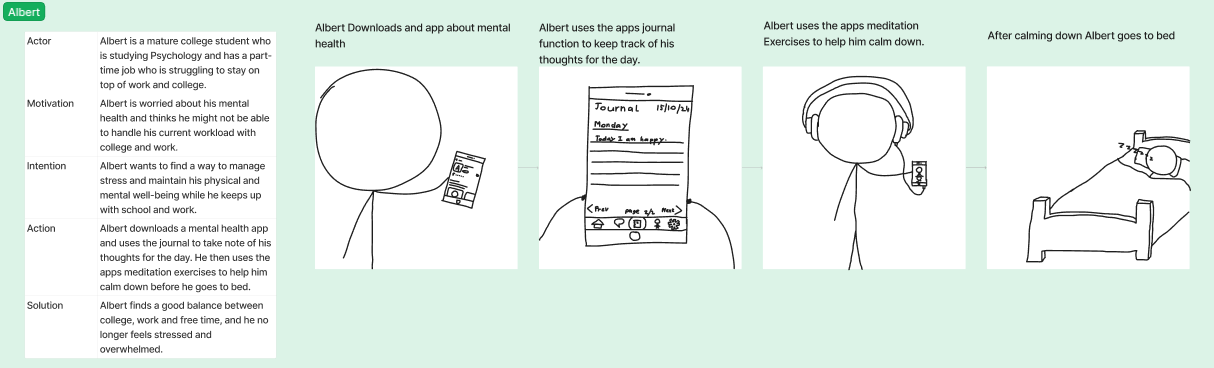 Albert
Actor
Albert is a mature college student who
is studying Psychology and has a part-
time job who is struggling to stay on
top of work and college.
Motivation
Albert is worried about his mental
health and thinks he might not be able
to handle his current workload with
college and work.
Intention
Albert wants to find a way to manage
stress and maintain his physical and
mental well-being while he keeps up
with school and work.
Action
Albert downloads a mental health app
and uses the journal to take note of his
thoughts for the day. He then uses the
apps meditation exercises to help him
calm down before he goes to bed.
Solution
Albert finds a good balance between
college, work and free time, and he no
longer feels stressed and
overwhelmed.
Albert Downloads and app about mental
health
Albert uses the apps journal
function to keep track of his
thoughts for the day.
Journal 15/10/24
Monday
Today I am happy.
< Prev page 2/2 Next >
Albert uses the apps meditation
Exercises to help him calm down.
After calming down Albert goes to bed
z z z z z